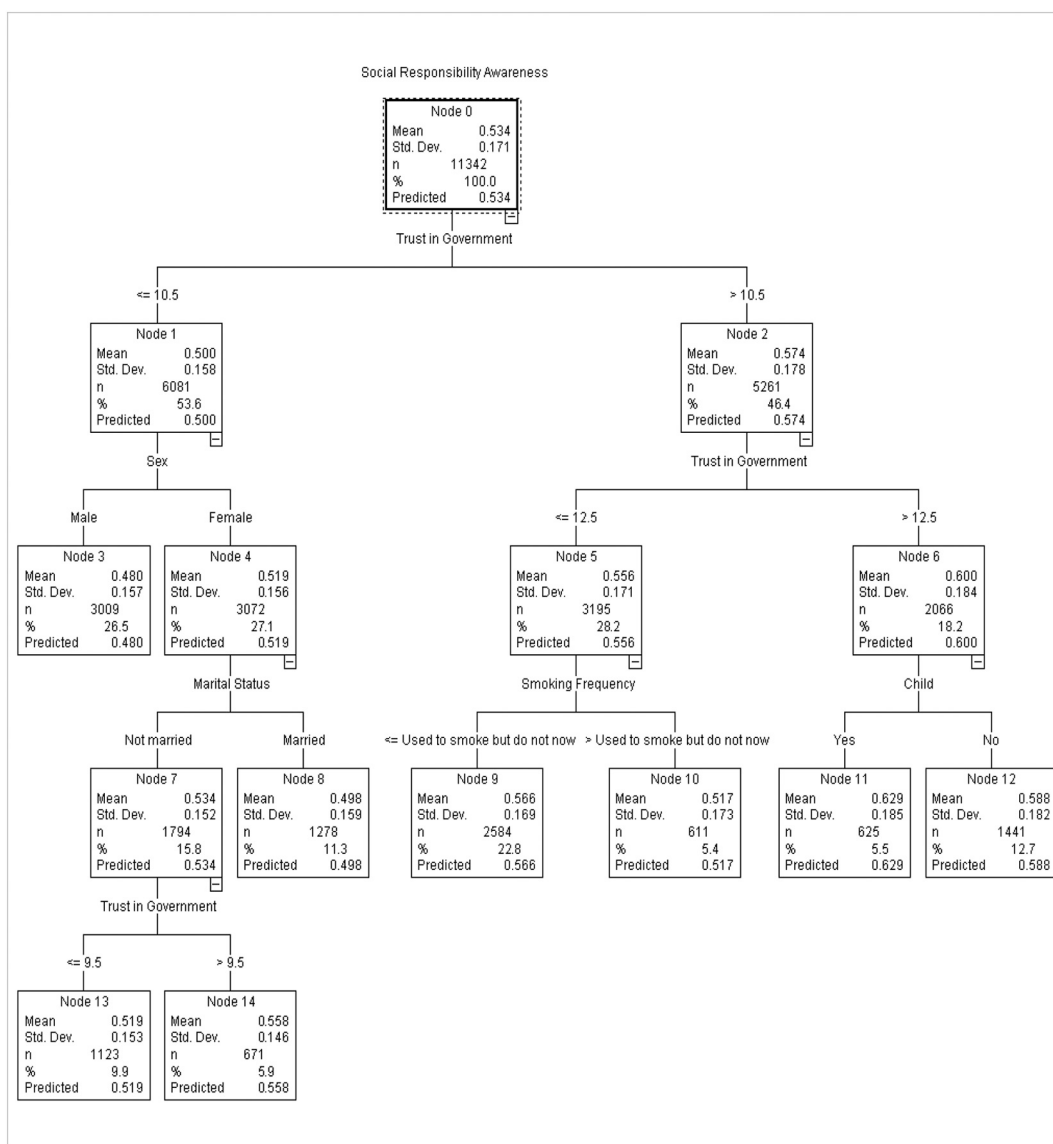 Social Responsibility Awareness
Node 0
Mean 0.534
Std. Dev. 0.171
n 11342
% 100.0
Predicted 0.534
Trust in Government
<= 10.5
> 10.5
Node 1
Mean 0.500
Std. Dev. 0.158
n 6081
% 53.6
Predicted 0.500
Node 2
Mean 0.574
Std. Dev. 0.178
n 5261
% 46.4
Predicted 0.574
Sex
Trust in Government
Male
Female
<= 12.5
> 12.5
Node 3
Mean 0.480
Std. Dev. 0.157
n 3009
% 26.5
Predicted 0.480
Node 4
Mean 0.519
Std. Dev. 0.156
n 3072
% 27.1
Predicted 0.519
Node 5
Mean 0.556
Std. Dev. 0.171
n 3195
% 28.2
Predicted 0.556
Node 6
Mean 0.600
Std. Dev. 0.184
n 2066
% 18.2
Predicted 0.600
Marital Status
Smoking Frequency
Child
Not married
Married
<= Used to smoke but do not now
> Used to smoke but do not now
Yes
No
Node 7
Mean 0.534
Std. Dev. 0.152
n 1794
% 15.8
Predicted 0.534
Node 8
Mean 0.498
Std. Dev. 0.159
n 1278
% 11.3
Predicted 0.498
Node 9
Mean 0.566
Std. Dev. 0.169
n 2584
% 22.8
Predicted 0.566
Node 10
Mean 0.517
Std. Dev. 0.173
n 611
% 5.4
Predicted 0.517
Node 11
Mean 0.629
Std. Dev. 0.185
n 625
% 5.5
Predicted 0.629
Node 12
Mean 0.588
Std. Dev. 0.182
n 1441
% 12.7
Predicted 0.588
Trust in Government
<= 9.5
> 9.5
Node 13
Mean 0.519
Std. Dev. 0.153
n 1123
% 9.9
Predicted 0.519
Node 14
Mean 0.558
Std. Dev. 0.146
n 671
% 5.9
Predicted 0.558